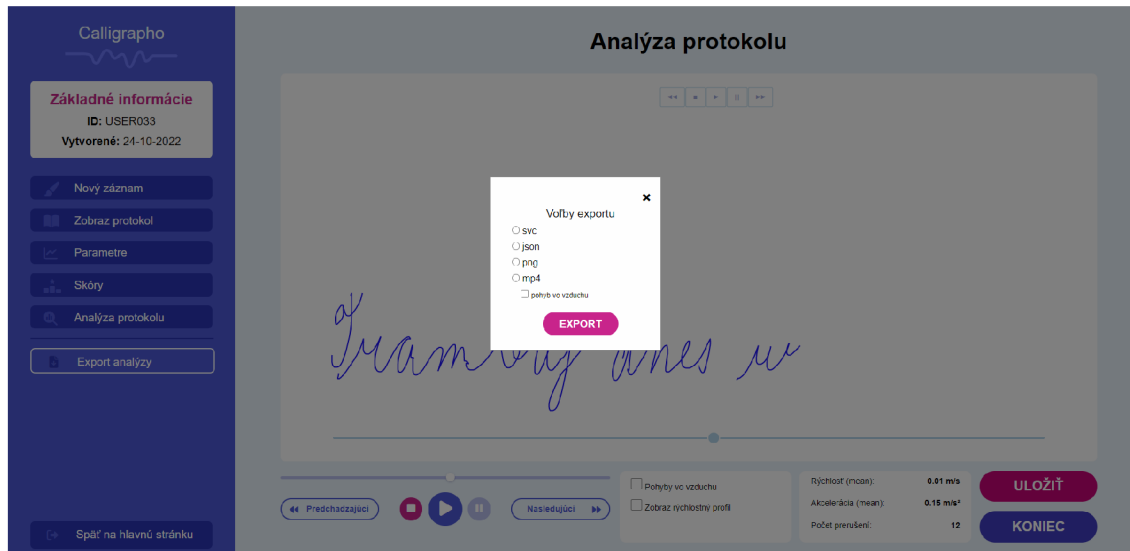 Calligrapho
Základné informácie
ID: USER033
Vytvorené: 24-10-2022
Nový záznam
Zobraz protokol
Parametre
Skóry
Analýza protokolu
Export analýzy
Späť na hlavnú stránku
Analýza protokolu
Voľby exportu
svc
json
png
mp4
pohyb vo vzduchu
EXPORT
dnes
Predchádzajúci
Nasledujúci
Pohyby vo vzduchu
Zobraz rýchlostný profil
Rýchlosť (mean): 0.01 m/s
Akcelerácia (mean): 0.15 m/s²
Počet prerušení: 12
ULOŽIŤ
KONIEC